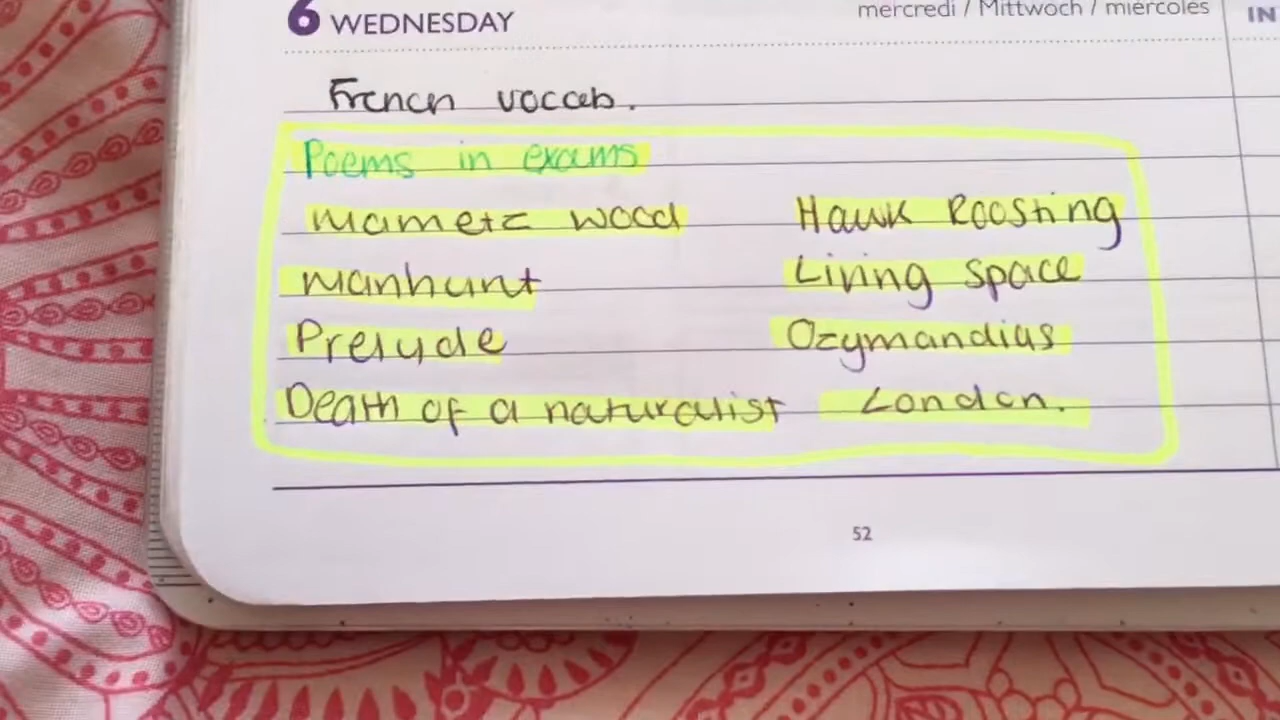 6 WEDNESDAY mercredi / Mittwoch / miércoles IN
French vocab.
Poems in exams
Mametz wood Hawk Roosting
Manhunt Living space
Prelude Ozymandias
Death of a naturalist London.
52